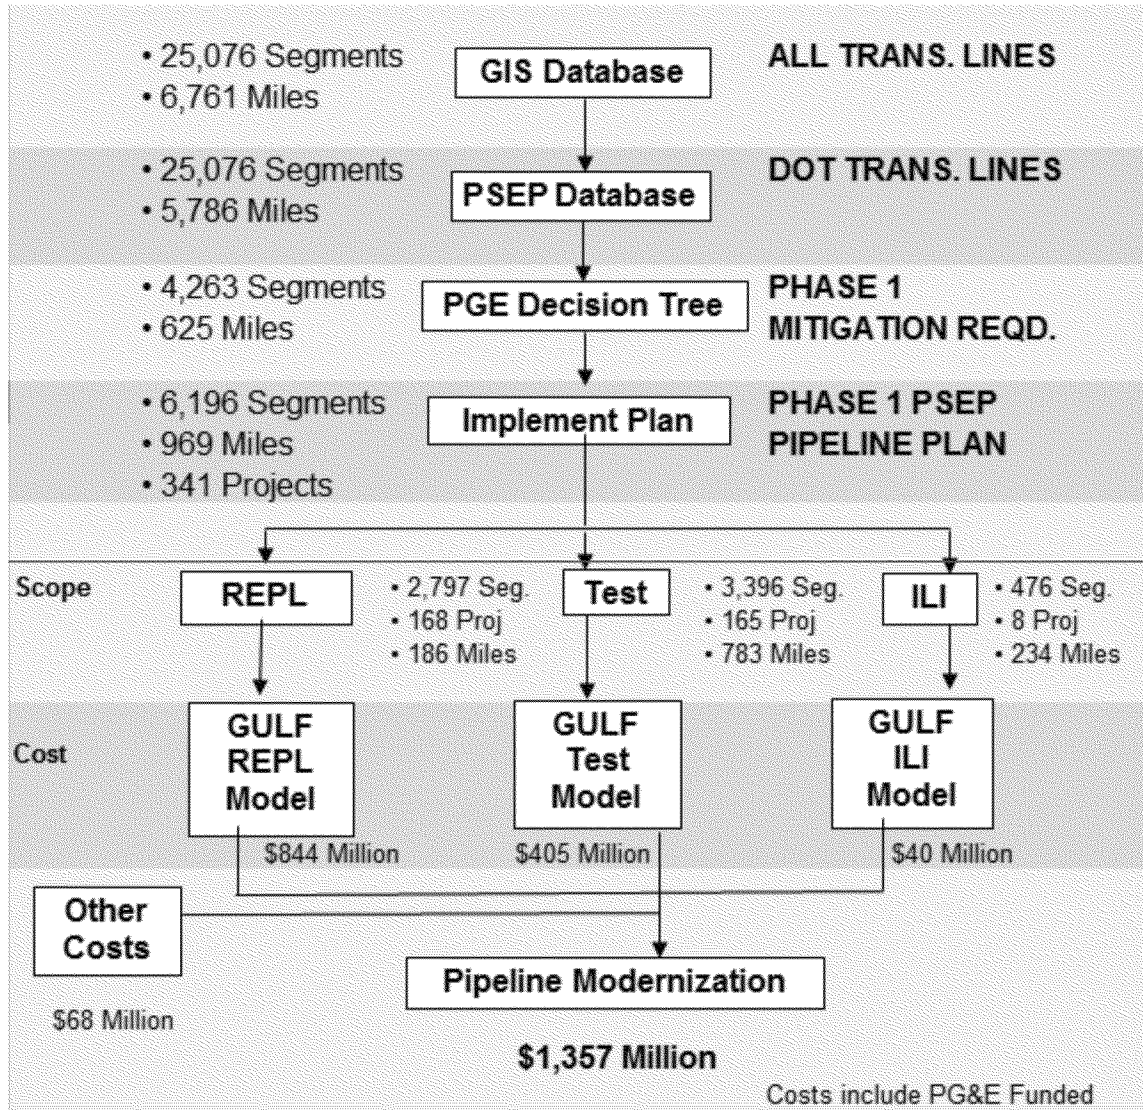 • 25,076 Segments
• 6,761 Miles
GIS Database
ALL TRANS. LINES
• 25,076 Segments
• 5,786 Miles
PSEP Database
DOT TRANS. LINES
• 4,263 Segments
• 625 Miles
PGE Decision Tree
PHASE 1
MITIGATION REQD.
• 6,196 Segments
• 969 Miles
• 341 Projects
Implement Plan
PHASE 1 PSEP
PIPELINE PLAN
Scope
REPL
• 2,797 Seg.
• 168 Proj
• 186 Miles
Test
• 3,396 Seg.
• 165 Proj
• 783 Miles
ILI
• 476 Seg.
• 8 Proj
• 234 Miles
Cost
GULF
REPL
Model
$844 Million
GULF
Test
Model
$405 Million
GULF
ILI
Model
$40 Million
Other
Costs
$68 Million
Pipeline Modernization
$1,357 Million
Costs include PG&E Funded